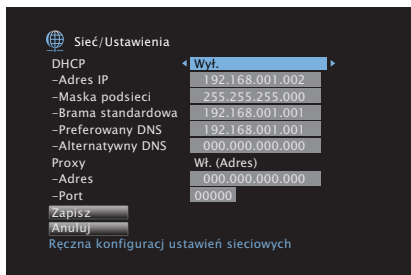 Sieć/Ustawienia
DHCP Wył.
–Adres IP 192.168.001.002
–Maska podsieci 255.255.255.000
–Brama standardowa 192.168.001.001
–Preferowany DNS 192.168.001.001
–Alternatywny DNS 000.000.000.000
Proxy Wł. (Adres)
–Adres 000.000.000.000
–Port 00000
Zapisz
Anuluj
Ręczna konfiguracj ustawień sieciowych